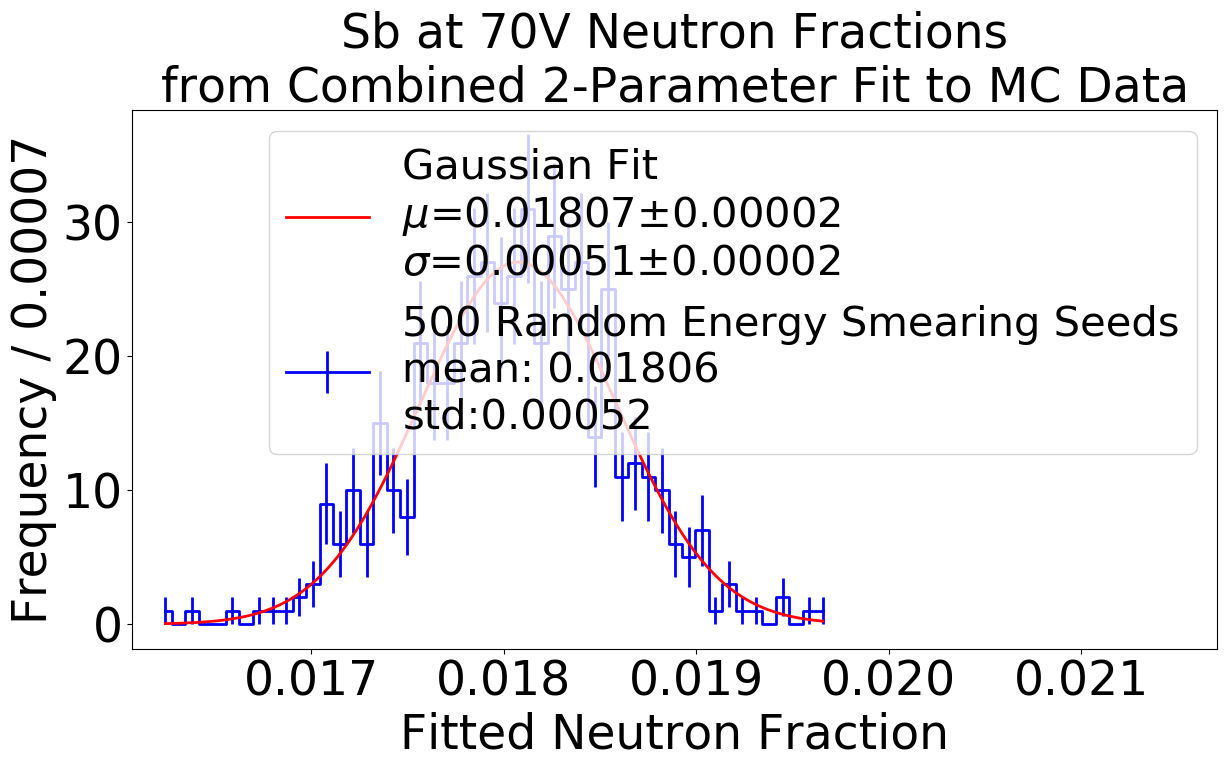 Sb at 70V Neutron Fractions
from Combined 2-Parameter Fit to MC Data
Frequency / 0.00007
30
20
10
0
Gaussian Fit
μ=0.01807±0.00002
σ=0.00051±0.00002
500 Random Energy Smearing Seeds
mean: 0.01806
std:0.00052
0.017 0.018 0.019 0.020 0.021
Fitted Neutron Fraction